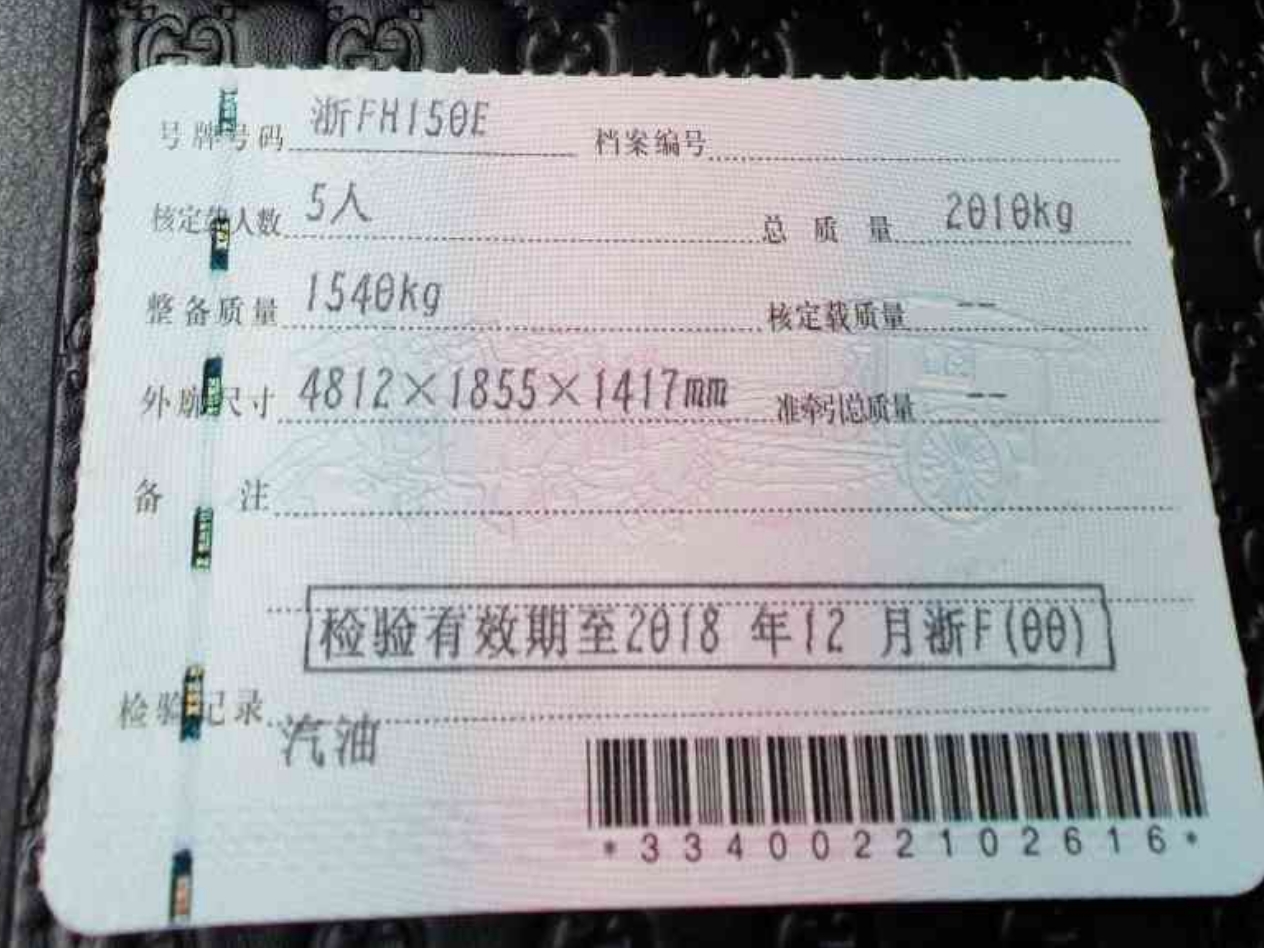 号牌号码 浙FH150E 档案编号
核定载人数 5人 总质量 2010kg
整备质量 1540kg 核定载质量 --
外廓尺寸 4812×1855×1417mm 准牵引总质量 --
备注
检验有效期至2018 年12 月浙F(00)
检验记录
汽油
*3340022102616*